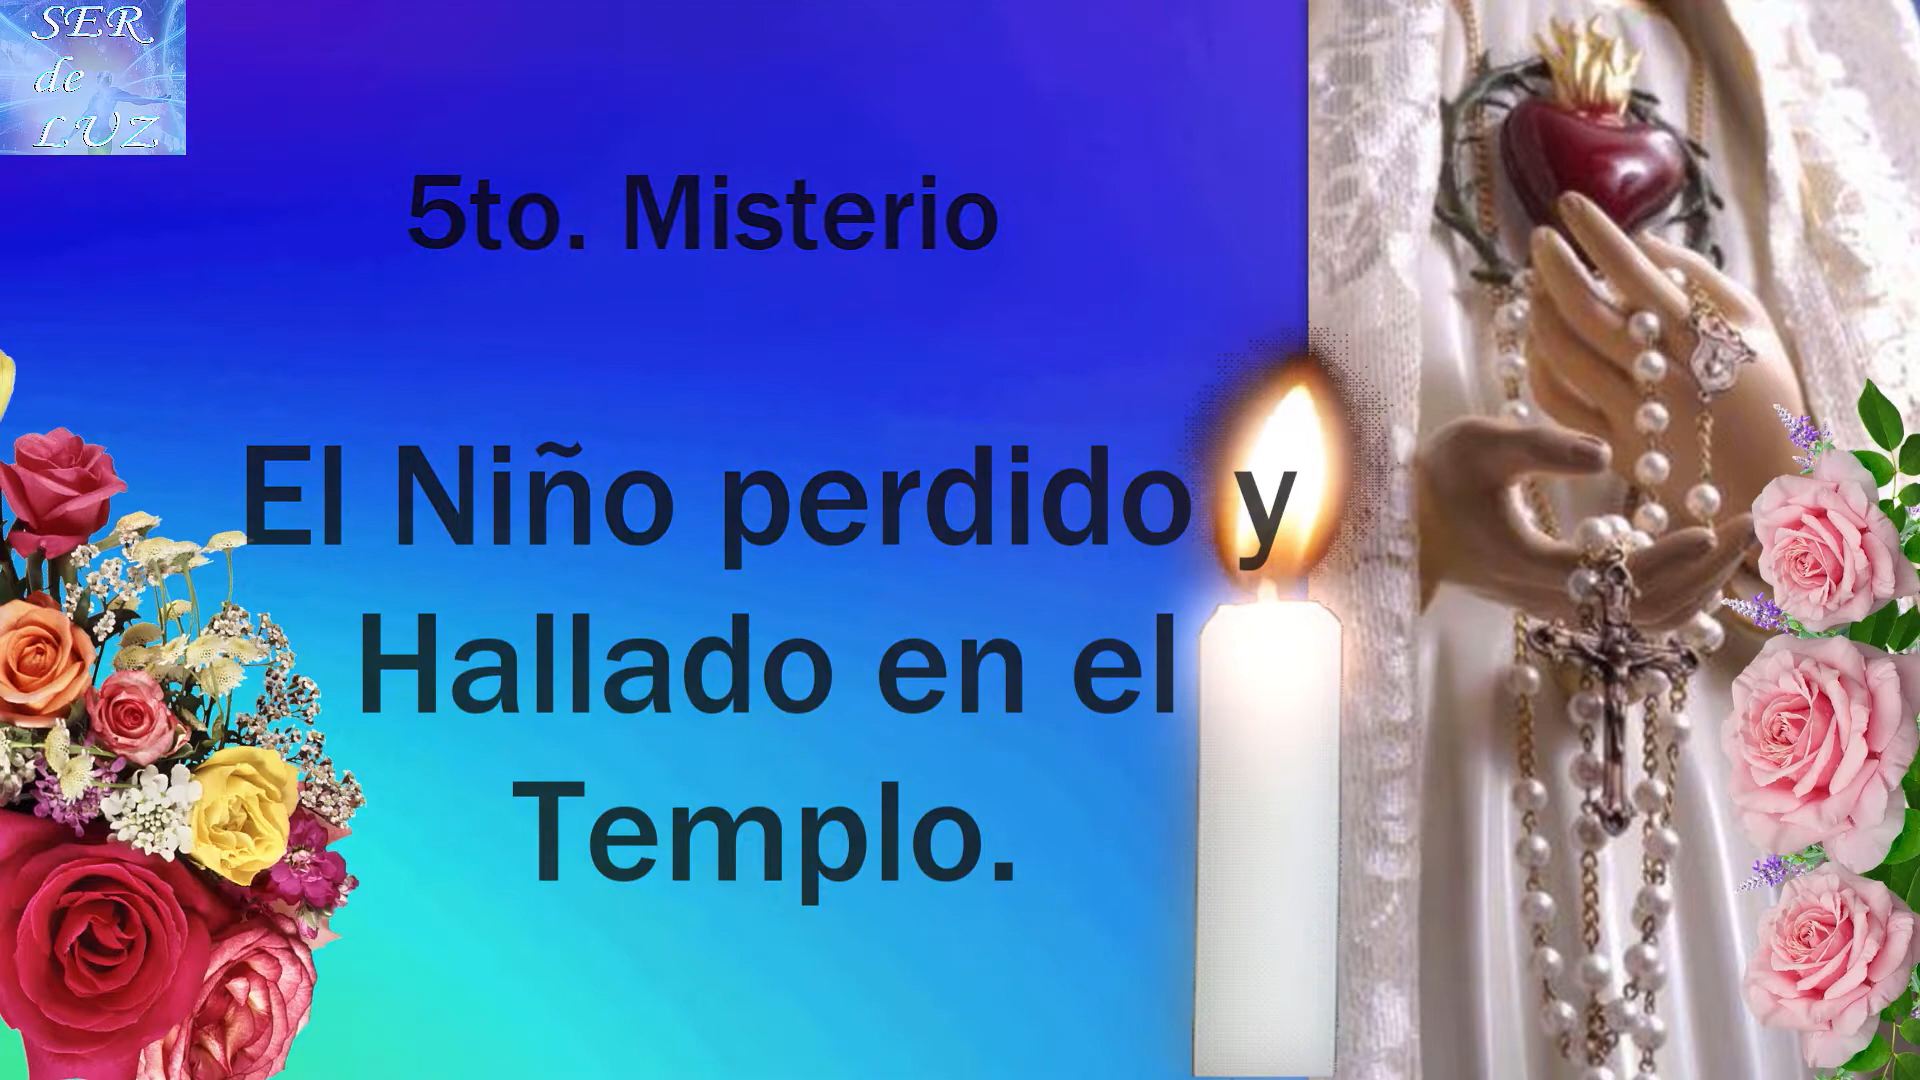 SER
de
LUZ
5to. Misterio
El Niño perdido y
Hallado en el
Templo.